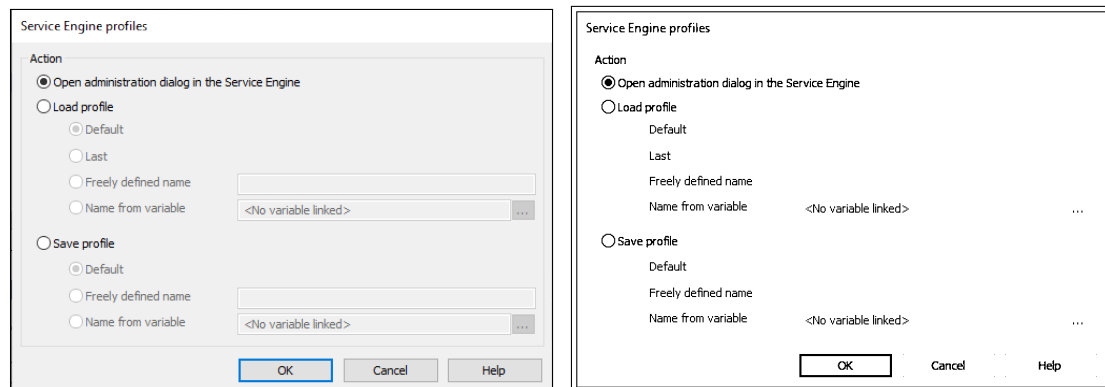 Service Engine profiles
Action
Open administration dialog in the Service Engine
Load profile
Default
Last
Freely defined name
Name from variable <No variable linked> ...
Save profile
Default
Freely defined name
Name from variable <No variable linked> ...
OK Cancel Help
Service Engine profiles
Action
Open administration dialog in the Service Engine
Load profile
Default
Last
Freely defined name
Name from variable <No variable linked> ...
Save profile
Default
Freely defined name
Name from variable <No variable linked> ...
OK Cancel Help